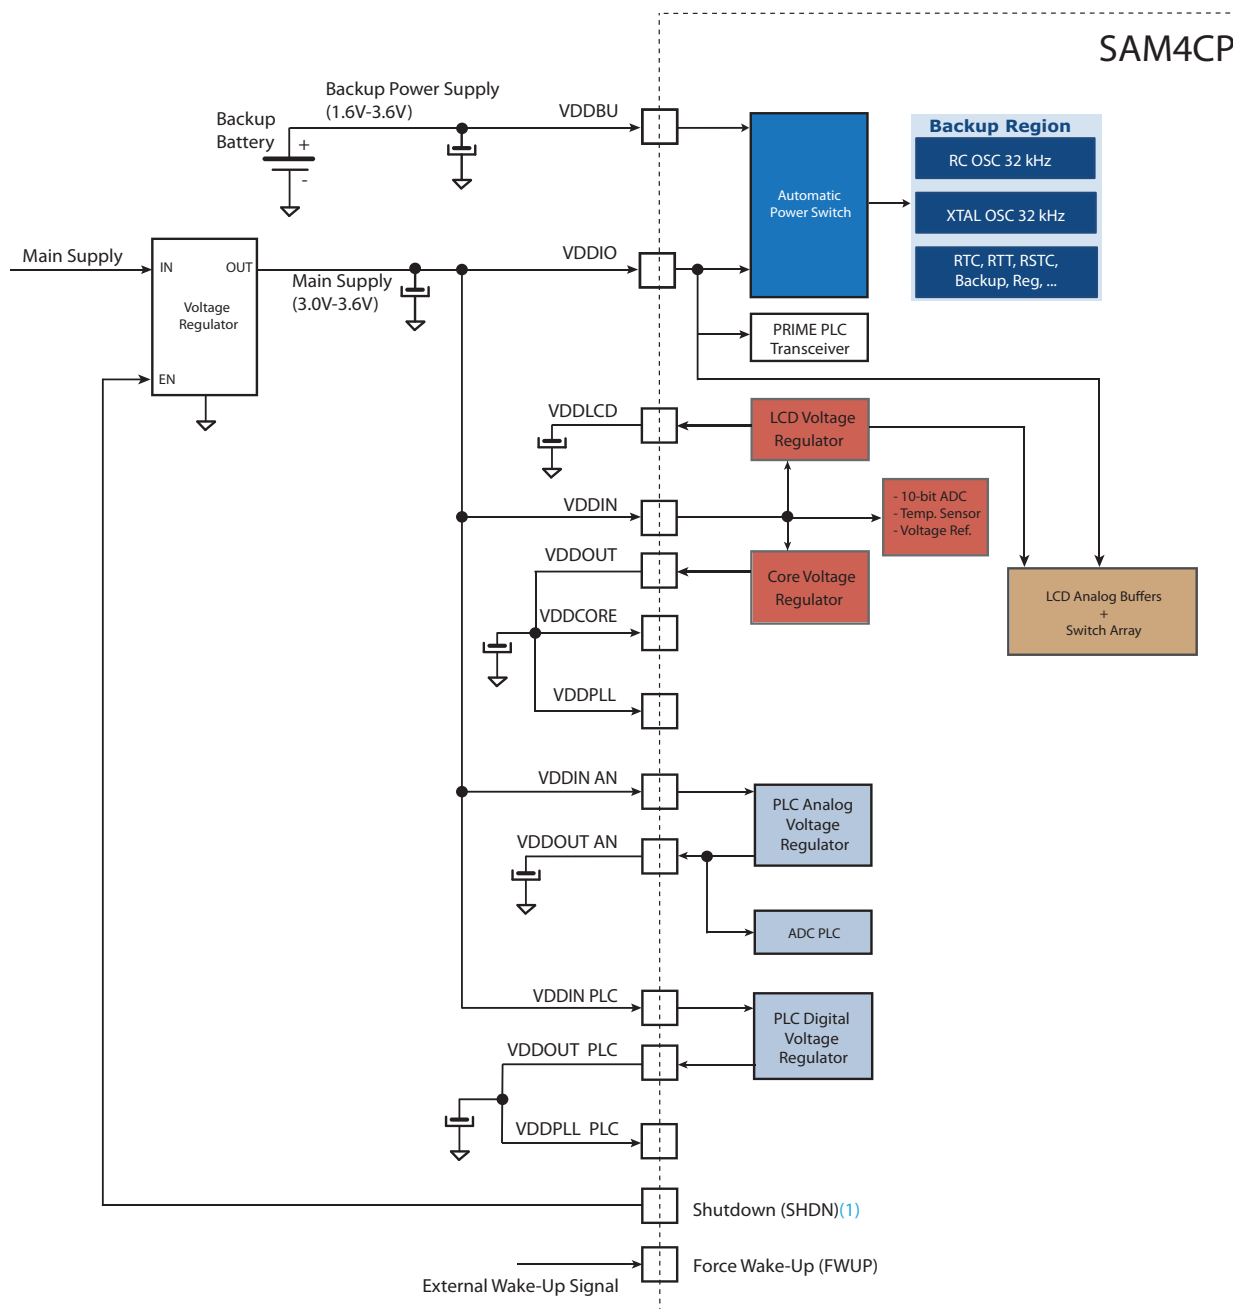 SAM4CP
Backup Power Supply
(1.6V-3.6V)
VDDBU
Backup
Battery
+
-
Automatic
Power Switch
Backup Region
RC OSC 32 kHz
XTAL OSC 32 kHz
RTC, RTT, RSTC,
Backup, Reg, ...
Main Supply
IN
OUT
Voltage
Regulator
EN
Main Supply
(3.0V-3.6V)
VDDIO
PRIME PLC
Transceiver
VDDLCD
LCD Voltage
Regulator
VDDIN
- 10-bit ADC
- Temp. Sensor
- Voltage Ref.
VDDOUT
Core Voltage
Regulator
LCD Analog Buffers
+
Switch Array
VDDCORE
VDDPLL
VDDIN AN
PLC Analog
Voltage
Regulator
VDDOUT AN
ADC PLC
VDDIN PLC
PLC Digital
Voltage
Regulator
VDDOUT PLC
VDDPLL PLC
Shutdown (SHDN)(1)
Force Wake-Up (FWUP)
External Wake-Up Signal